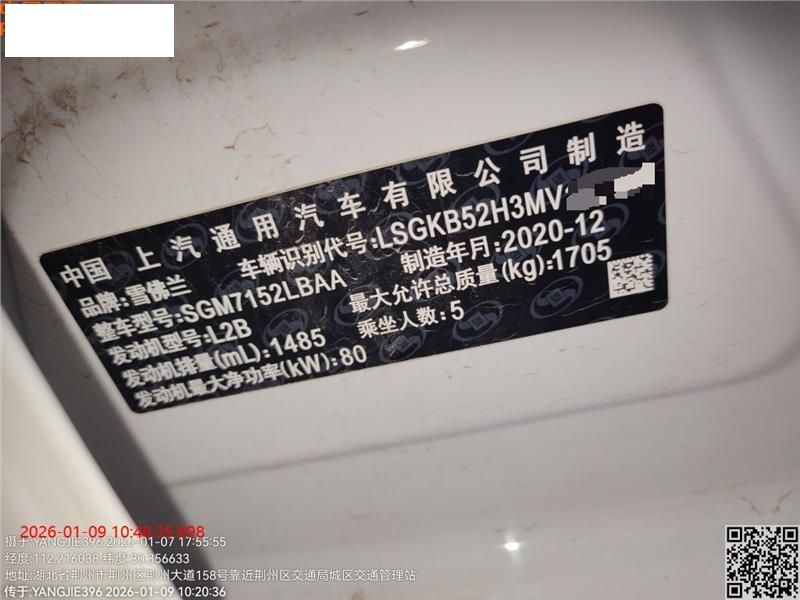 中国 上汽通用汽车有限公司制造
品牌:雪佛兰 车辆识别代号:LSGKB52H3MV
整车型号:SGM7152LBAA 制造年月:2020-12
发动机型号:L2B 最大允许总质量(kg):1705
发动机排量(mL):1485 乘坐人数:5
发动机最大净功率(kW):80
2026-01-09 10:48:35.698
摄于:YANGJIE396 2026-01-07 17:55:55
经度:112.216038 纬度:30.356633
地址:湖北省荆州市荆州区荆州大道158号靠近荆州区交通局城区交通管理站
传于:YANGJIE396 2026-01-09 10:20:36